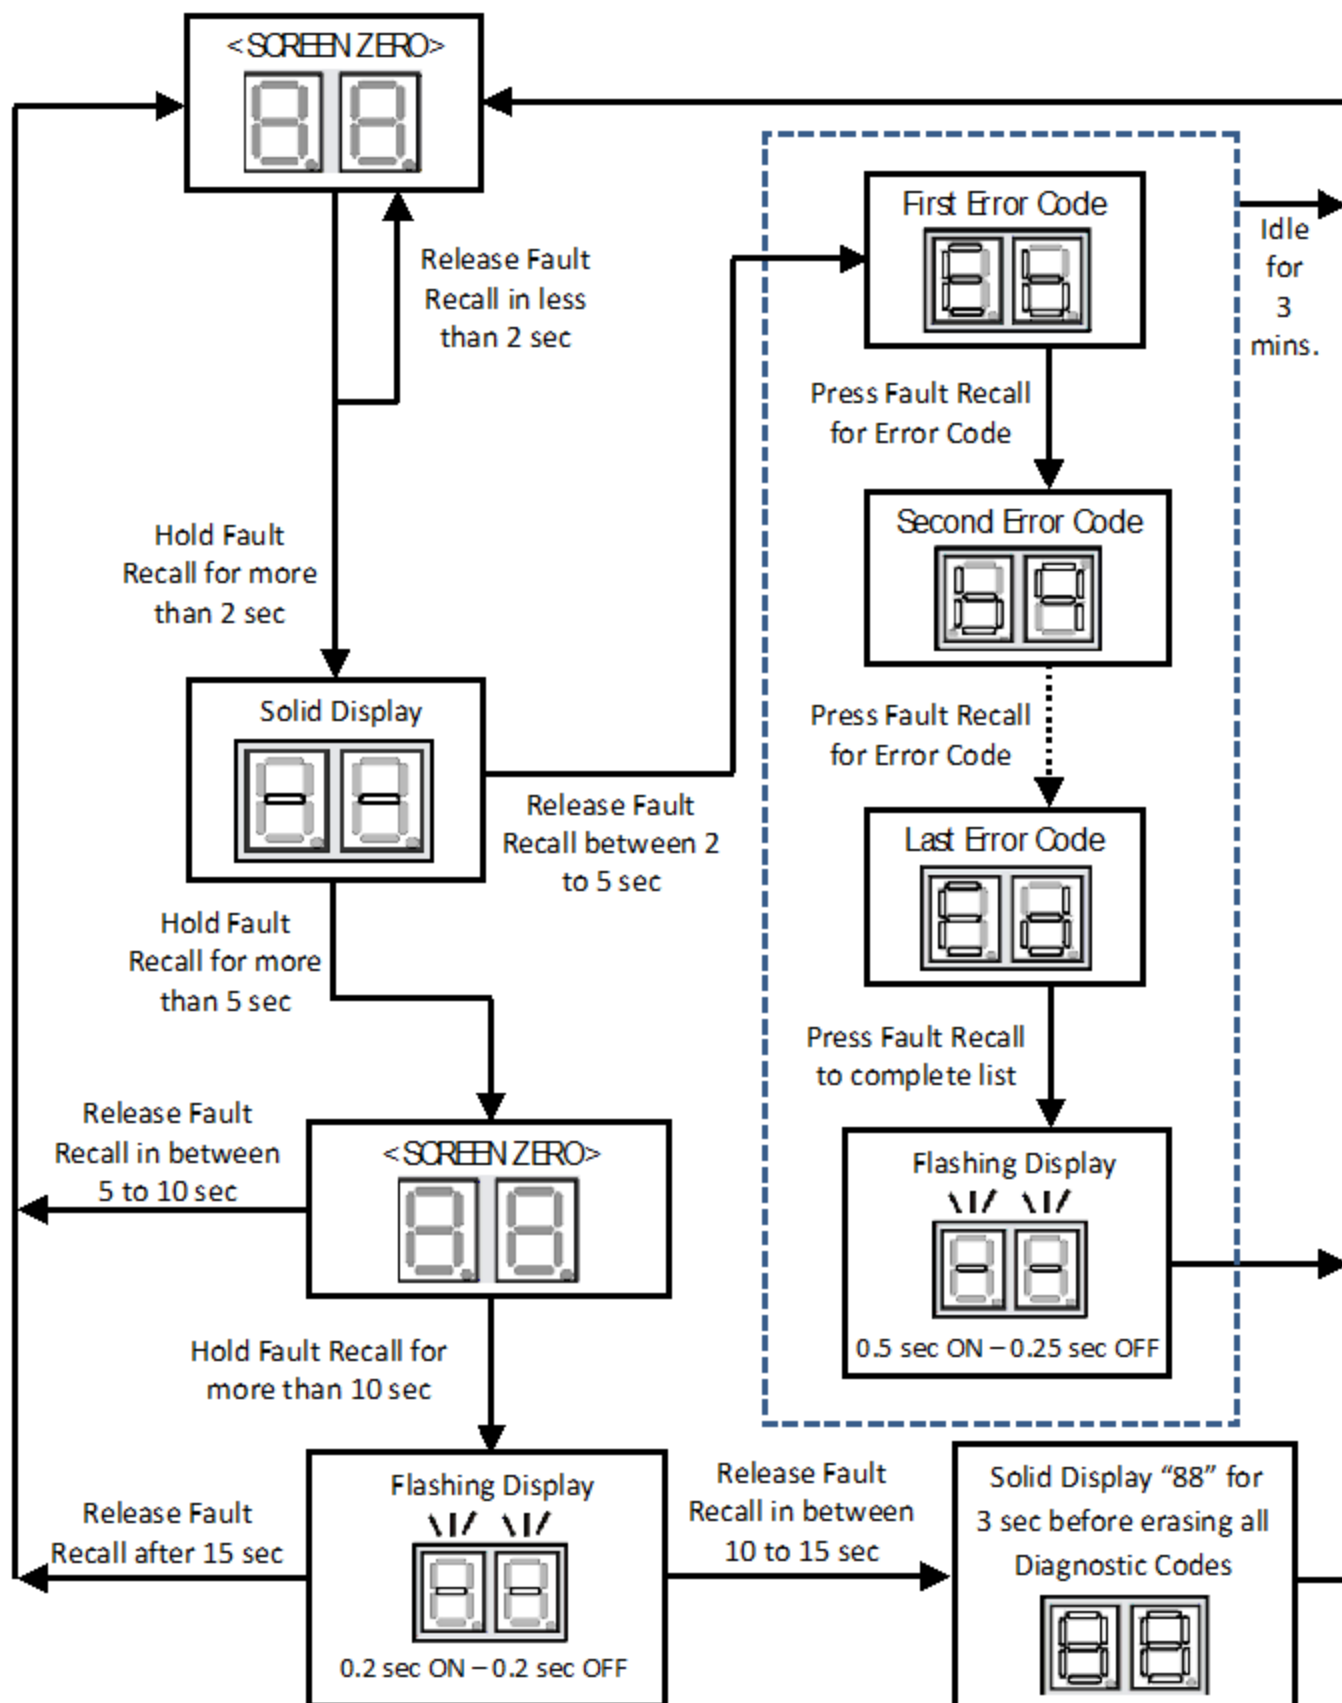 <SCREEN ZERO>
Release Fault
Recall in less
than 2 sec
Hold Fault
Recall for more
than 2 sec
Solid Display
- -
Release Fault
Recall between 2
to 5 sec
Hold Fault
Recall for more
than 5 sec
Release Fault
Recall in between
5 to 10 sec
<SCREEN ZERO>
Hold Fault Recall for
more than 10 sec
Flashing Display
- -
0.2 sec ON – 0.2 sec OFF
Release Fault
Recall after 15 sec
Release Fault
Recall in between
10 to 15 sec
First Error Code
E b
Press Fault Recall
for Error Code
Second Error Code
b 9
Press Fault Recall
for Error Code
Last Error Code
E d
Press Fault Recall
to complete list
Flashing Display
- -
0.5 sec ON – 0.25 sec OFF
Idle
for
3
mins.
Solid Display “88” for
3 sec before erasing all
Diagnostic Codes
88